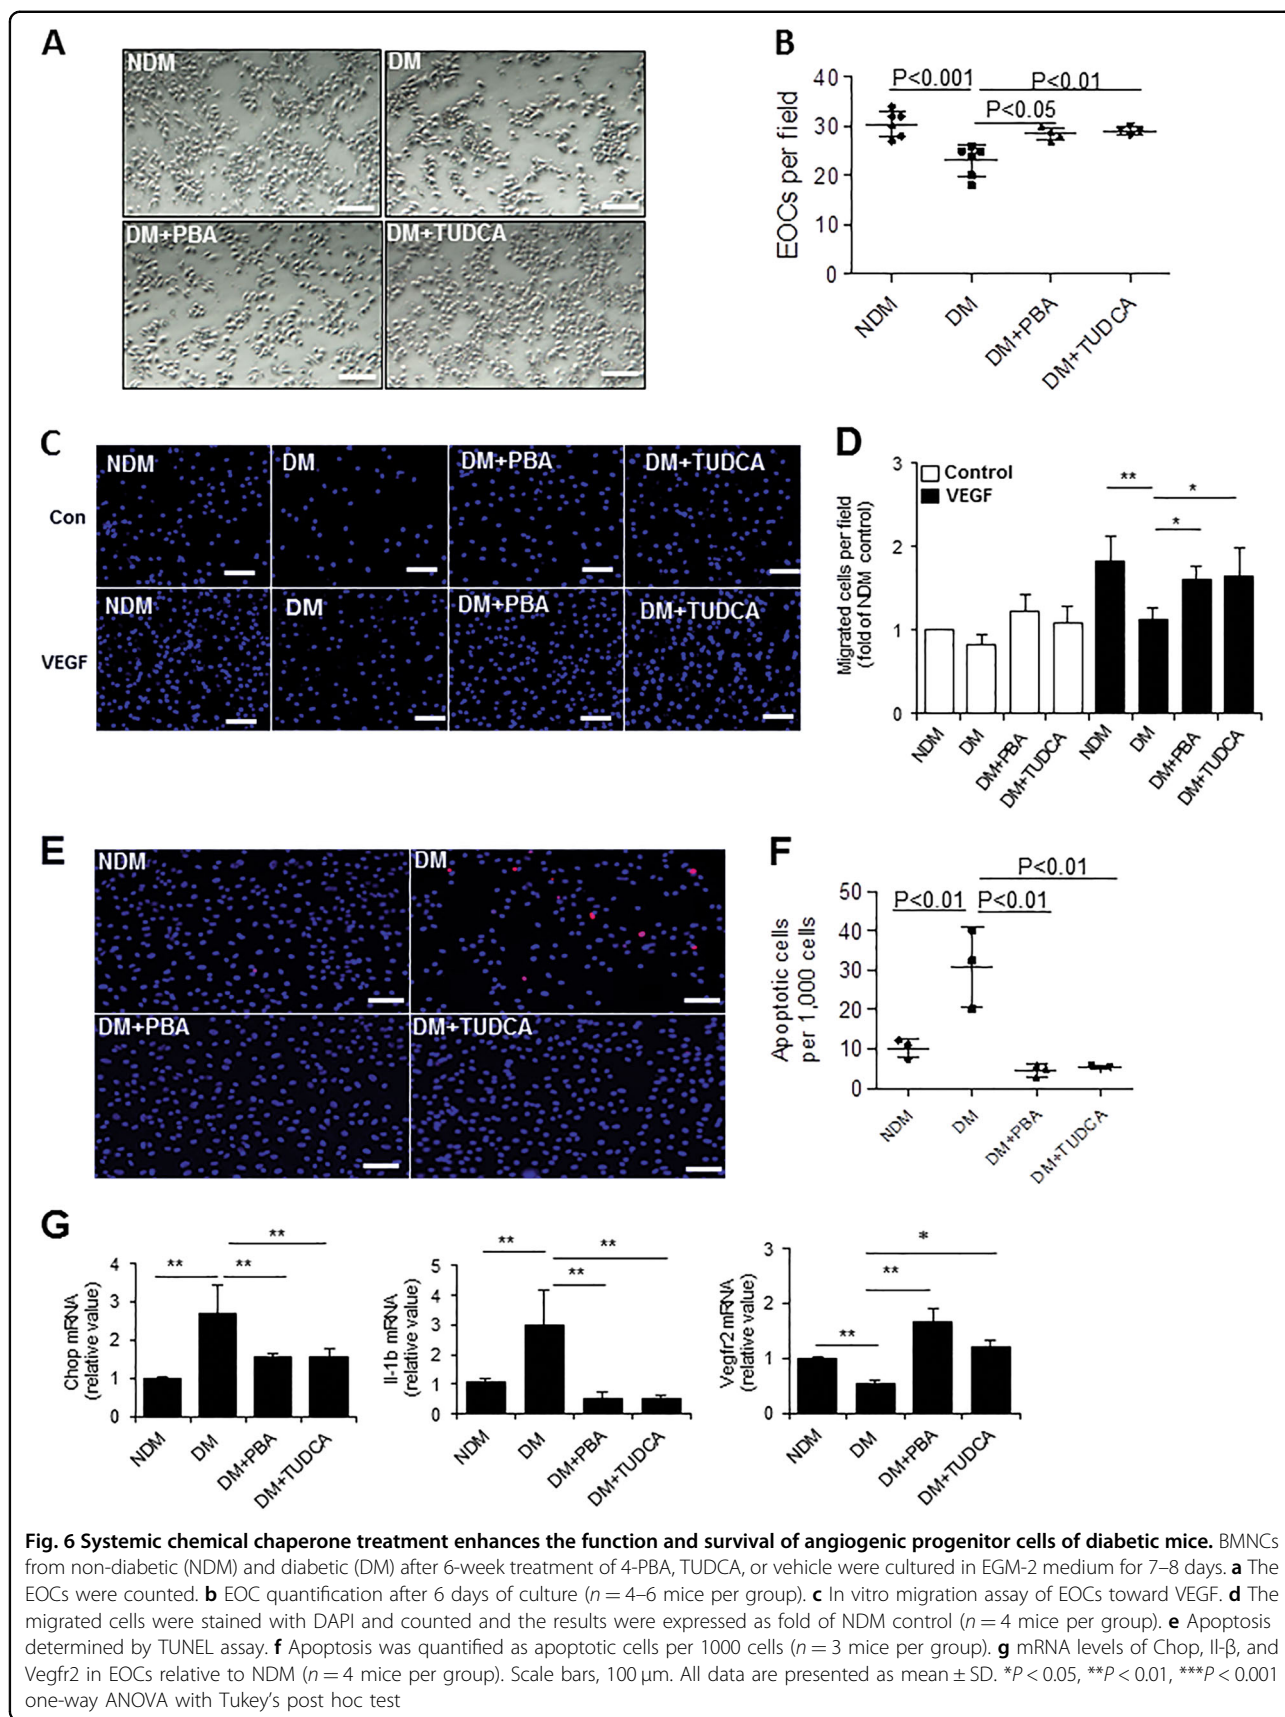 A
NDM
DM
DM+PBA
DM+TUDCA
B
EOCs per field
40
30
20
10
0
P<0.001
P<0.01
P<0.05
NDM
DM
DM+PBA
DM+TUDCA
C
NDM
DM
DM+PBA
DM+TUDCA
Con
NDM
DM
DM+PBA
DM+TUDCA
VEGF
D
Migrated cells per field
(fold of NDM control)
3
2
1
0
Control
VEGF
**
*
*
NDM
DM
DM+PBA
DM+TUDCA
NDM
DM
DM+PBA
DM+TUDCA
E
NDM
DM
DM+PBA
DM+TUDCA
F
Apoptotic cells
per 1,000 cells
50
40
30
20
10
0
P<0.01
P<0.01
P<0.01
NDM
DM
DM+PBA
DM+TUDCA
G
Chop mRNA
(relative value)
4
3
2
1
0
**
**
**
NDM
DM
DM+PBA
DM+TUDCA
Il-1b mRNA
(relative value)
5
4
3
2
1
0
**
**
**
NDM
DM
DM+PBA
DM+TUDCA
Vegfr2 mRNA
(relative value)
3
2
1
0
*
**
**
NDM
DM
DM+PBA
DM+TUDCA
Fig. 6 Systemic chemical chaperone treatment enhances the function and survival of angiogenic progenitor cells of diabetic mice. BMNCs
from non-diabetic (NDM) and diabetic (DM) after 6-week treatment of 4-PBA, TUDCA, or vehicle were cultured in EGM-2 medium for 7–8 days. a The
EOCs were counted. b EOC quantification after 6 days of culture (n = 4–6 mice per group). c In vitro migration assay of EOCs toward VEGF. d The
migrated cells were stained with DAPI and counted and the results were expressed as fold of NDM control (n = 4 mice per group). e Apoptosis
determined by TUNEL assay. f Apoptosis was quantified as apoptotic cells per 1000 cells (n = 3 mice per group). g mRNA levels of Chop, Il-β, and
Vegfr2 in EOCs relative to NDM (n = 4 mice per group). Scale bars, 100 μm. All data are presented as mean ± SD. *P < 0.05, **P < 0.01, ***P < 0.001
one-way ANOVA with Tukey's post hoc test